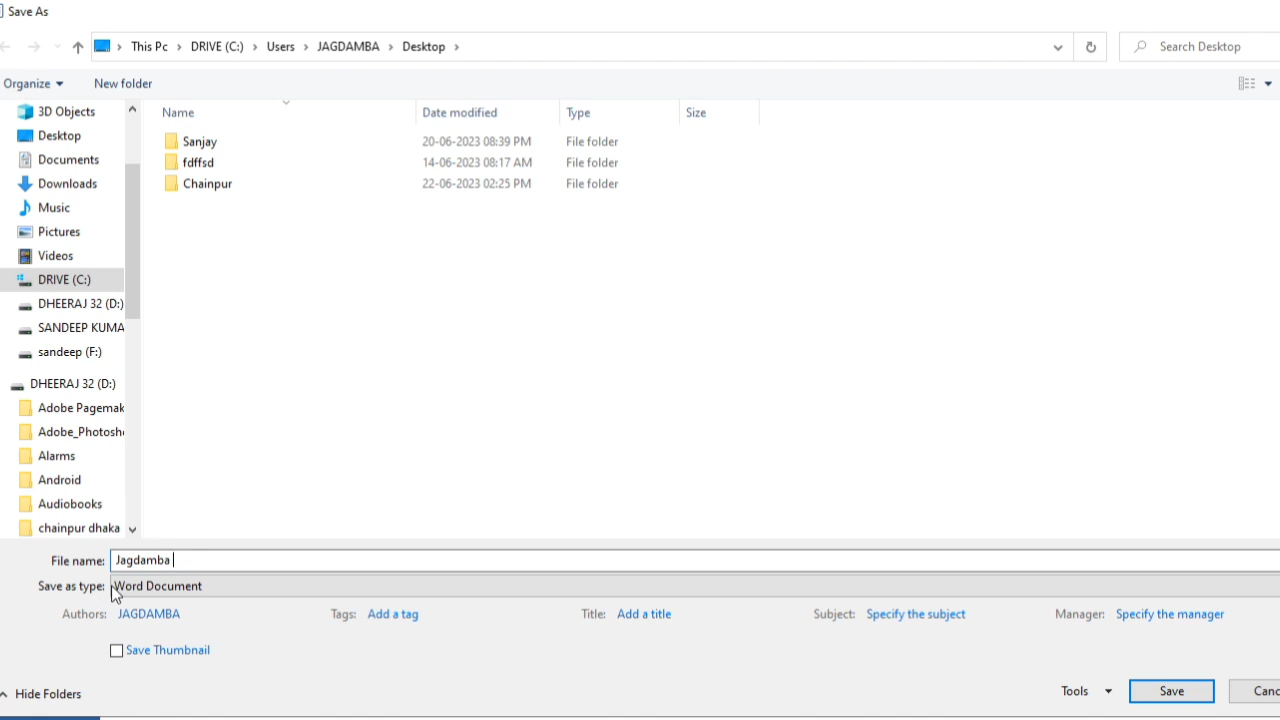 Save As
This Pc › DRIVE (C:) › Users › JAGDAMBA › Desktop ›
Search Desktop
Organize
New folder
3D Objects
Desktop
Documents
Downloads
Music
Pictures
Videos
DRIVE (C:)
DHEERAJ 32 (D:)
SANDEEP KUMA
sandeep (F:)
DHEERAJ 32 (D:)
Adobe Pagemak
Adobe_Photosh
Alarms
Android
Audiobooks
chainpur dhaka
Name Date modified Type Size
Sanjay 20-06-2023 08:39 PM File folder
fdffsd 14-06-2023 08:17 AM File folder
Chainpur 22-06-2023 02:25 PM File folder
File name: Jagdamba
Save as type: Word Document
Authors: JAGDAMBA Tags: Add a tag Title: Add a title Subject: Specify the subject Manager: Specify the manager
Save Thumbnail
Hide Folders Tools Save Canc